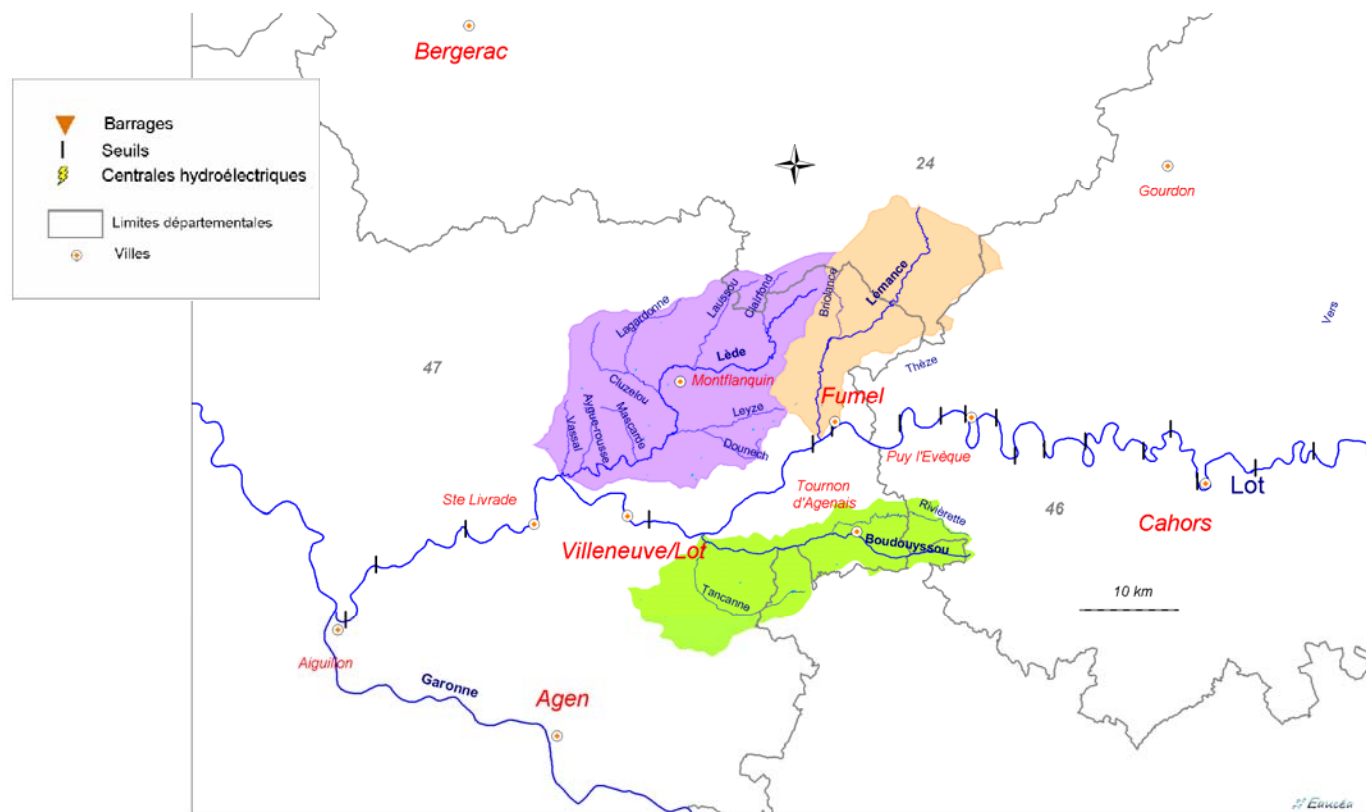 Bergerac
Barrages
Seuils
Centrales hydroélectriques
Limites départementales
Villes
24
Gourdon
Lémance
Briolance
Clairfond
Laussou
Lagardonne
Vers
Lède
47
Thèze
Montflanquin
Cluzelou
Fumel
Leyze
Mascarde
Aygue-rousse
Vassal
Dounech
Puy l'Evèque
Ste Livrade
Tournon
d'Agenais
Lot
46
Rivièrette
Cahors
Villeneuve/Lot
Boudouyssou
Tancanne
10 km
Aiguillon
Garonne
Agen
Eaucéa